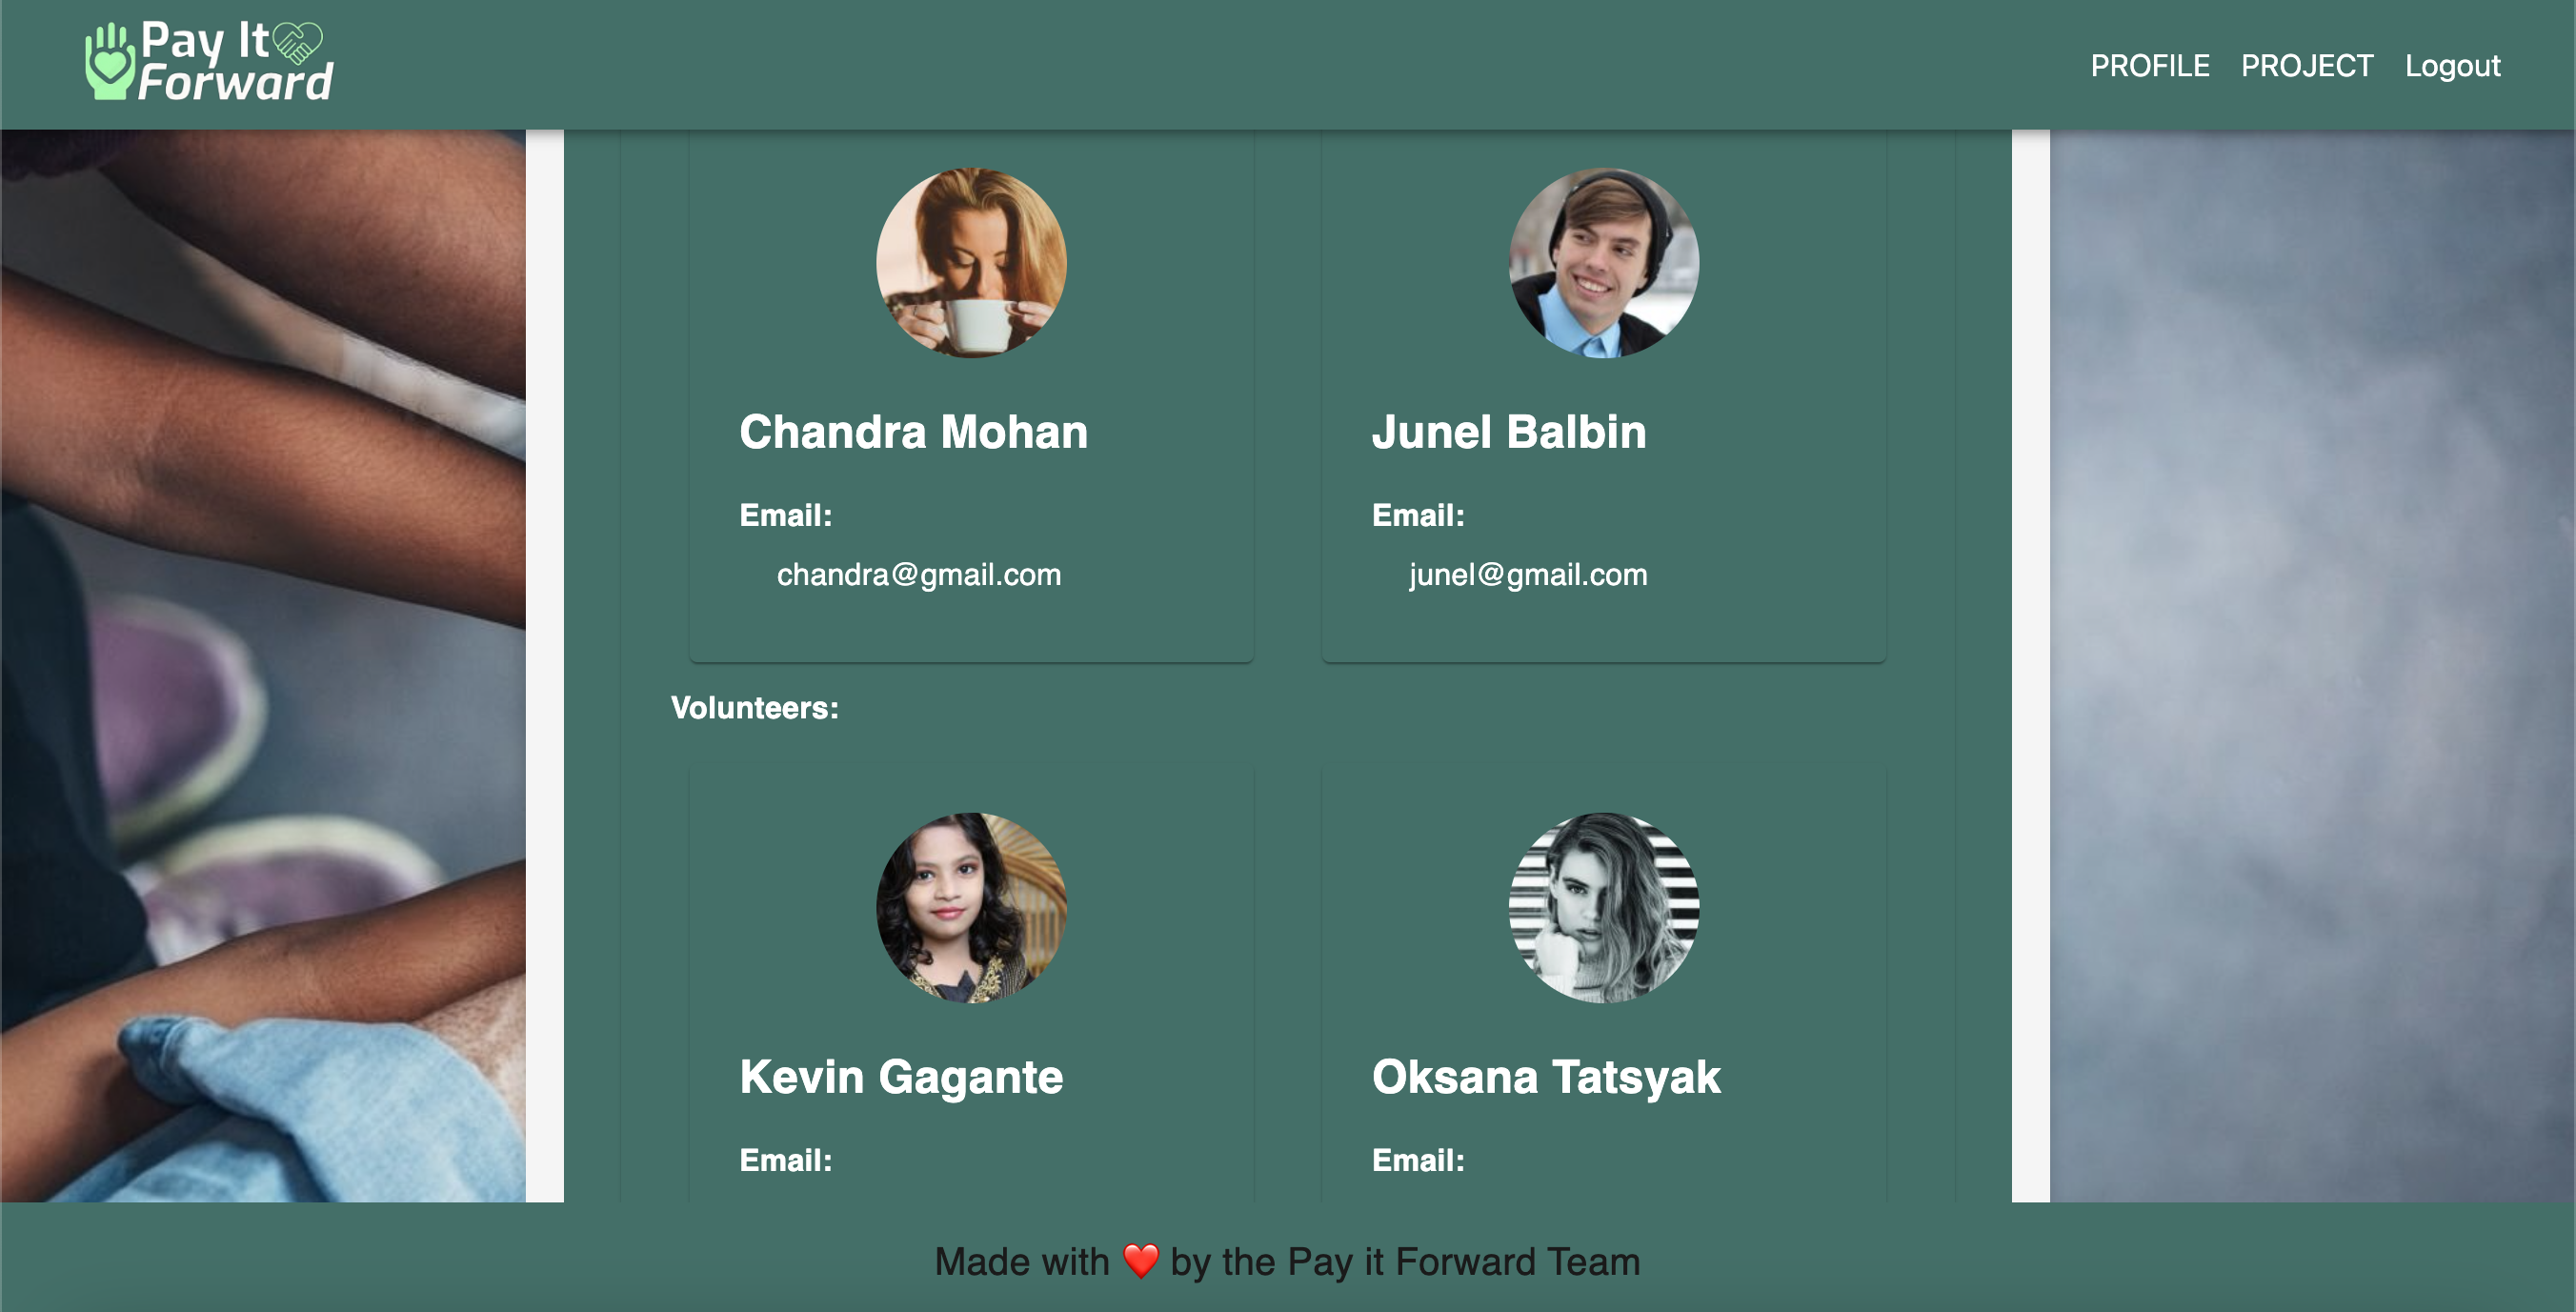 Pay It
Forward
PROFILE PROJECT Logout
Chandra Mohan
Email:
chandra@gmail.com
Junel Balbin
Email:
junel@gmail.com
Volunteers:
Kevin Gagante
Email:
Oksana Tatsyak
Email:
Made with ❤️ by the Pay it Forward Team